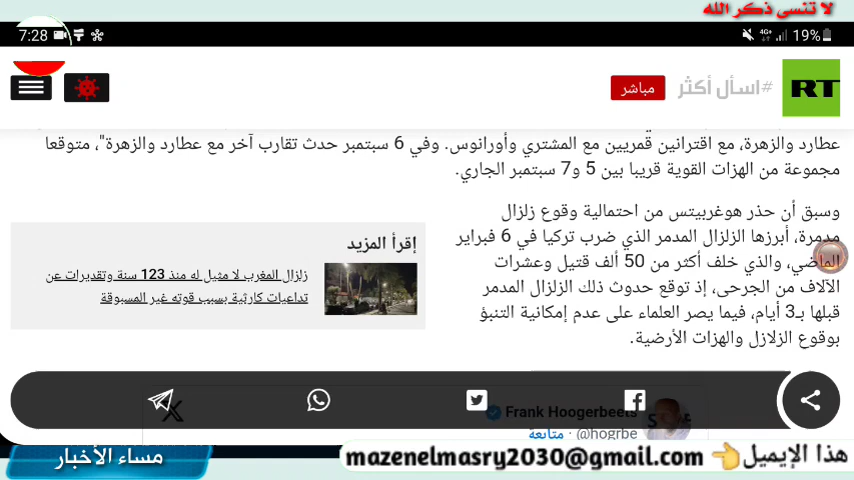 لا تنسى ذكر الله
7:28
4G+
19%
مباشر
#اسأل أكثر
RT
عطارد والزهرة، مع اقترانين قمريين مع المشتري وأورانوس. وفي 6 سبتمبر حدث تقارب آخر مع عطارد والزهرة"، متوقعا
مجموعة من الهزات القوية قريبا بين 5 و7 سبتمبر الجاري.
وسبق أن حذر هوغربيتس من احتمالية وقوع زلزال
مدمرة، أبرزها الزلزال المدمر الذي ضرب تركيا في 6 فبراير
الماضي، والذي خلف أكثر من 50 ألف قتيل وعشرات
الآلاف من الجرحى، إذ توقع حدوث ذلك الزلزال المدمر
قبلها بـ3 أيام، فيما يصر العلماء على عدم إمكانية التنبؤ
بوقوع الزلازل والهزات الأرضية.
إقرأ المزيد
زلزال المغرب لا مثيل له منذ 123 سنة وتقديرات عن
تداعيات كارثية بسبب قوته غير المسبوقة
Frank Hoogerbeets
@hogrbe · متابعة
مساء الأخبار
هذا الإيميل👈 mazenelmasry2030@gmail.com